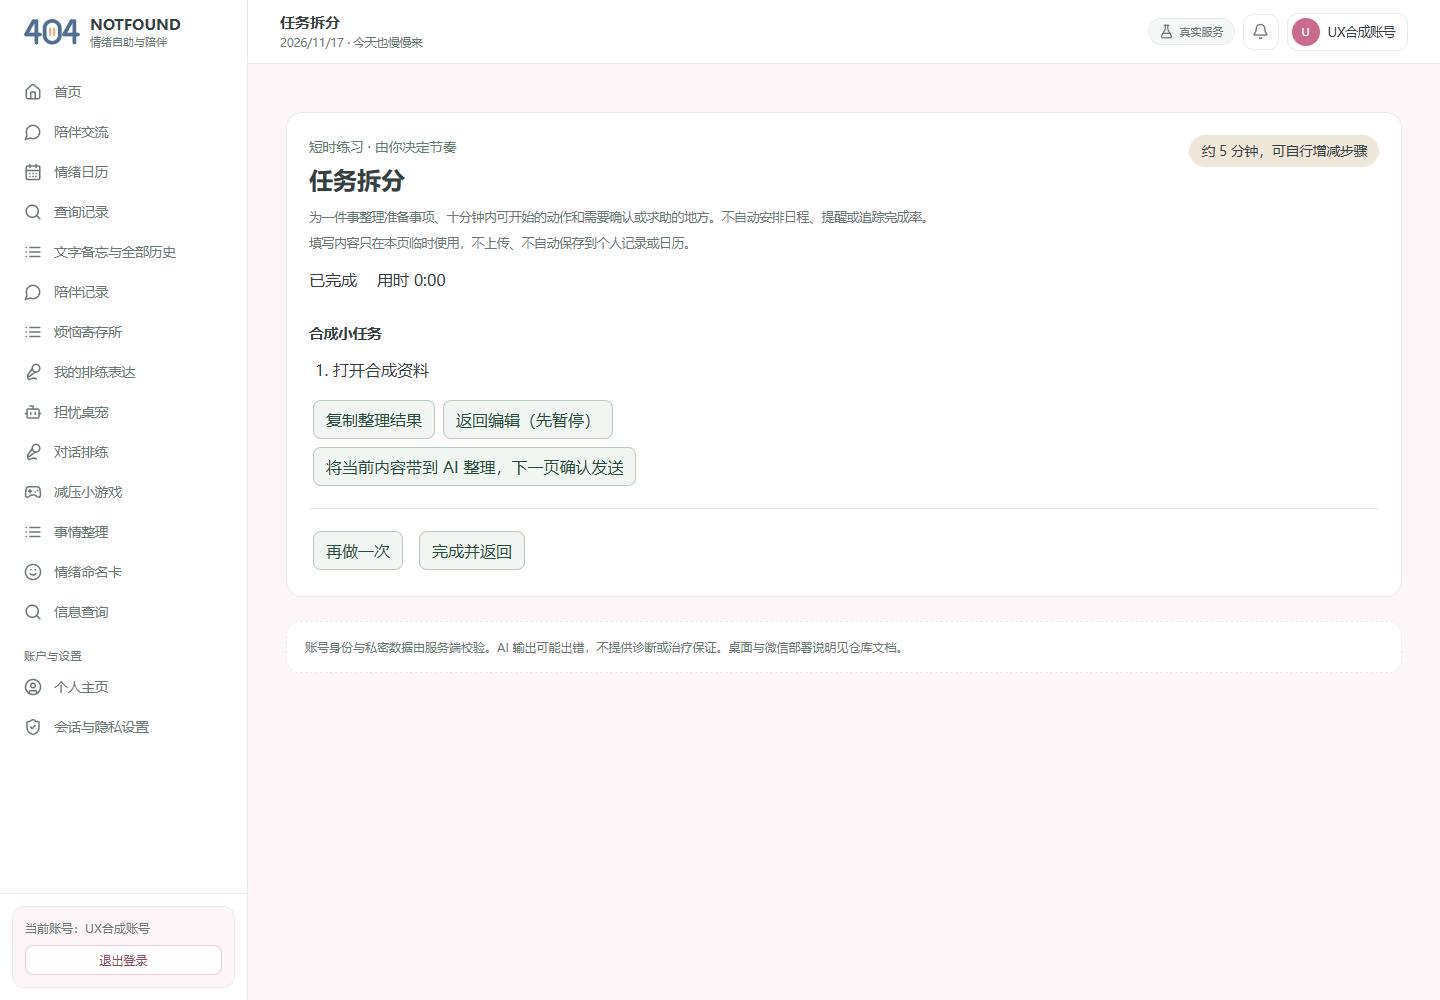 404 NOTFOUND
情绪自助与陪伴
首页
陪伴交流
情绪日历
查询记录
文字备忘与全部历史
陪伴记录
烦恼寄存所
我的排练表达
担忧桌宠
对话排练
减压小游戏
事情整理
情绪命名卡
信息查询
账户与设置
个人主页
会话与隐私设置
当前账号：UX合成账号
退出登录
任务拆分
2026/11/17 · 今天也慢慢来
真实服务
U UX合成账号
短时练习 · 由你决定节奏
约 5 分钟，可自行增减步骤
任务拆分
为一件事整理准备事项、十分钟内可开始的动作和需要确认或求助的地方。不自动安排日程、提醒或追踪完成率。
填写内容只在本页临时使用，不上传、不自动保存到个人记录或日历。
已完成 用时 0:00
合成小任务
1. 打开合成资料
复制整理结果 返回编辑（先暂停）
将当前内容带到 AI 整理，下一页确认发送
再做一次 完成并返回
账号身份与私密数据由服务端校验。AI 输出可能出错，不提供诊断或治疗保证。桌面与微信部署说明见仓库文档。